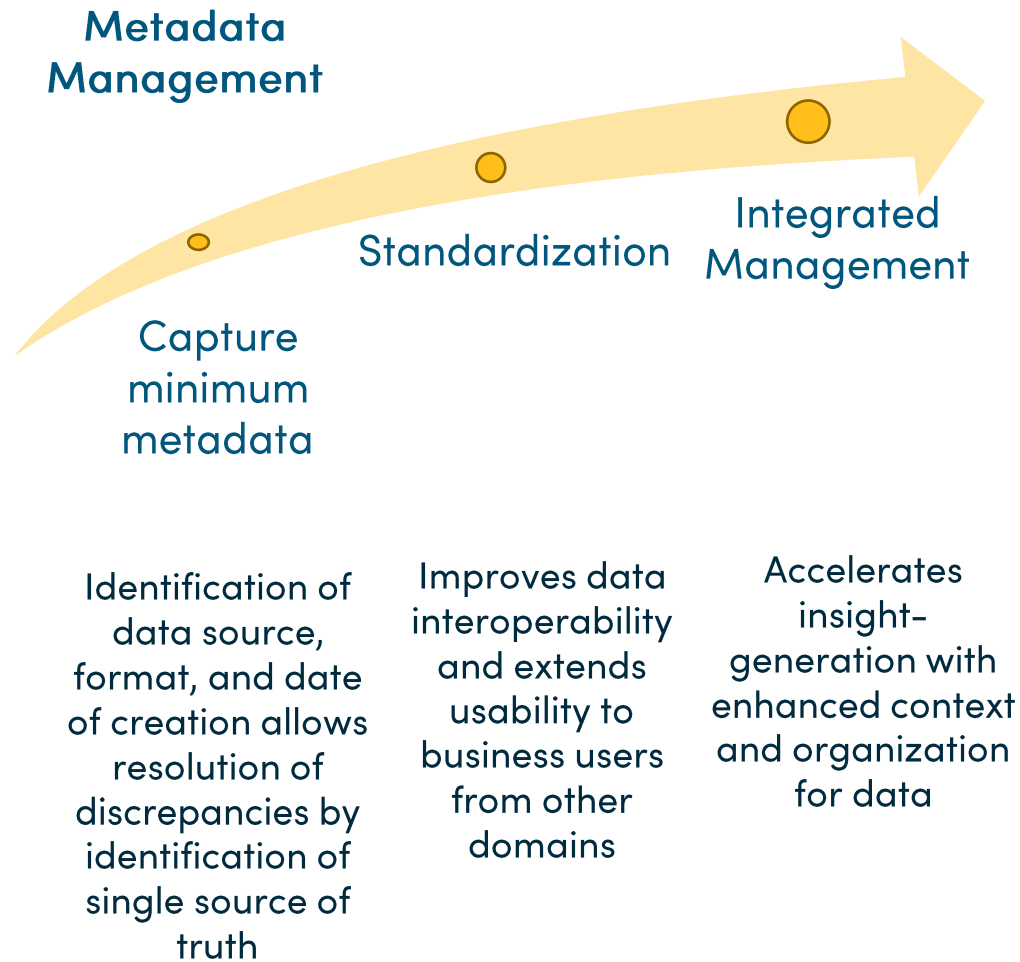 Metadata
Management
Capture
minimum
metadata
Standardization
Integrated
Management
Identification of
data source,
format, and date
of creation allows
resolution of
discrepancies by
identification of
single source of
truth
Improves data
interoperability
and extends
usability to
business users
from other
domains
Accelerates
insight-
generation with
enhanced context
and organization
for data